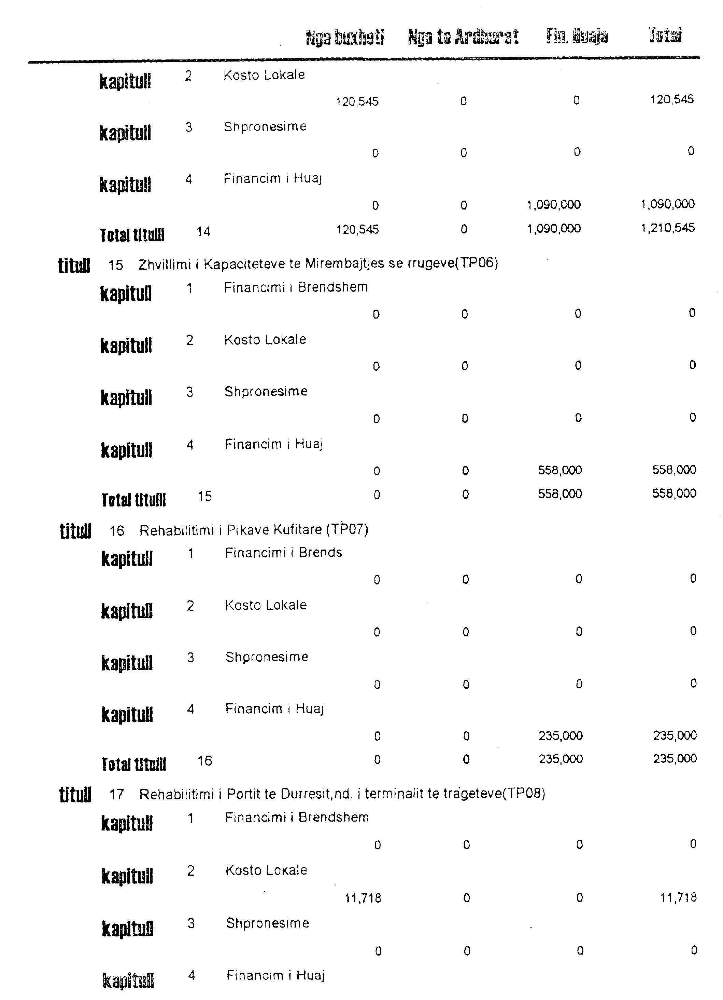 Nga buxheti Nga te Ardhurat Fin. Huaja Total
kapitull 2 Kosto Lokale
120,545 0 0 120,545
kapitull 3 Shpronesime
0 0 0 0
kapitull 4 Financim i Huaj
0 0 1,090,000 1,090,000
Total titulli 14 120,545 0 1,090,000 1,210,545
titull 15 Zhvillimi i Kapaciteteve te Mirembajtjes se rrugeve(TP06)
kapitull 1 Financimi i Brendshem
0 0 0 0
kapitull 2 Kosto Lokale
0 0 0 0
kapitull 3 Shpronesime
0 0 0 0
kapitull 4 Financim i Huaj
0 0 558,000 558,000
Total titulli 15 0 0 558,000 558,000
titull 16 Rehabilitimi i Pikave Kufitare (TP07)
kapitull 1 Financimi i Brends
0 0 0 0
kapitull 2 Kosto Lokale
0 0 0 0
kapitull 3 Shpronesime
0 0 0 0
kapitull 4 Financim i Huaj
0 0 235,000 235,000
Total titulli 16 0 0 235,000 235,000
titull 17 Rehabilitimi i Portit te Durresit,nd. i terminalit te trageteve(TP08)
kapitull 1 Financimi i Brendshem
0 0 0 0
kapitull 2 Kosto Lokale
11,718 0 0 11,718
kapitull 3 Shpronesime
0 0 0 0
kapitull 4 Financim i Huaj